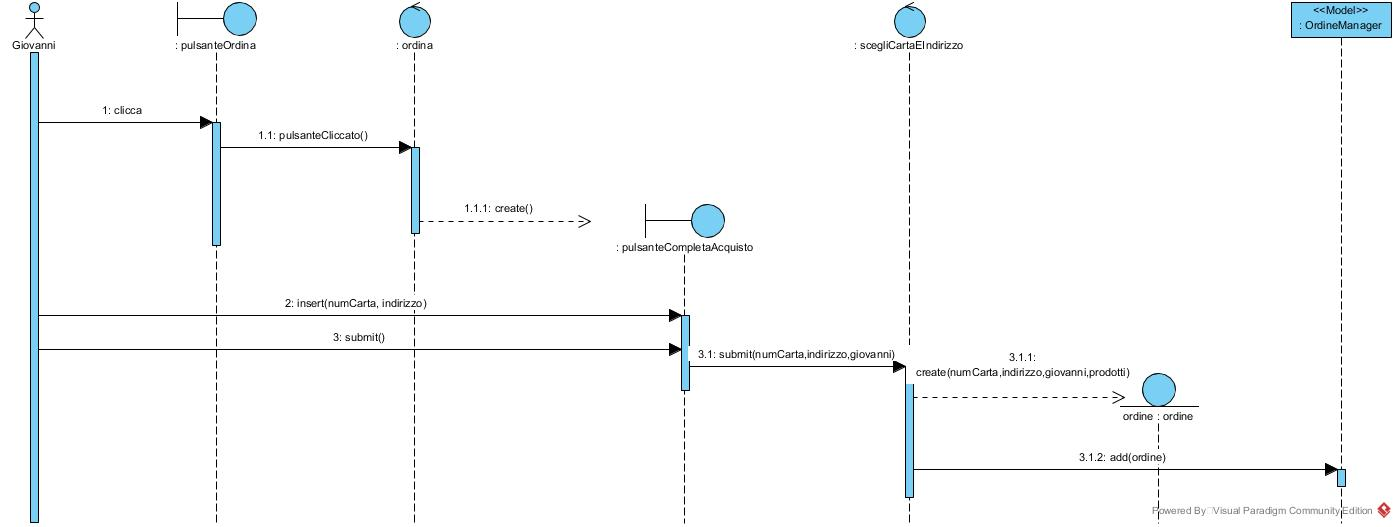 <<Model>>
: OrdineManager
Giovanni
: pulsanteOrdina
: ordina
: scegliCartaEIndirizzo
1: clicca
1.1: pulsanteCliccato()
1.1.1: create()
: pulsanteCompletaAcquisto
2: insert(numCarta, indirizzo)
3: submit()
3.1: submit(numCarta,indirizzo,giovanni)
3.1.1:
create(numCarta,indirizzo,giovanni,prodotti)
ordine : ordine
3.1.2: add(ordine)
Powered By Visual Paradigm Community Edition